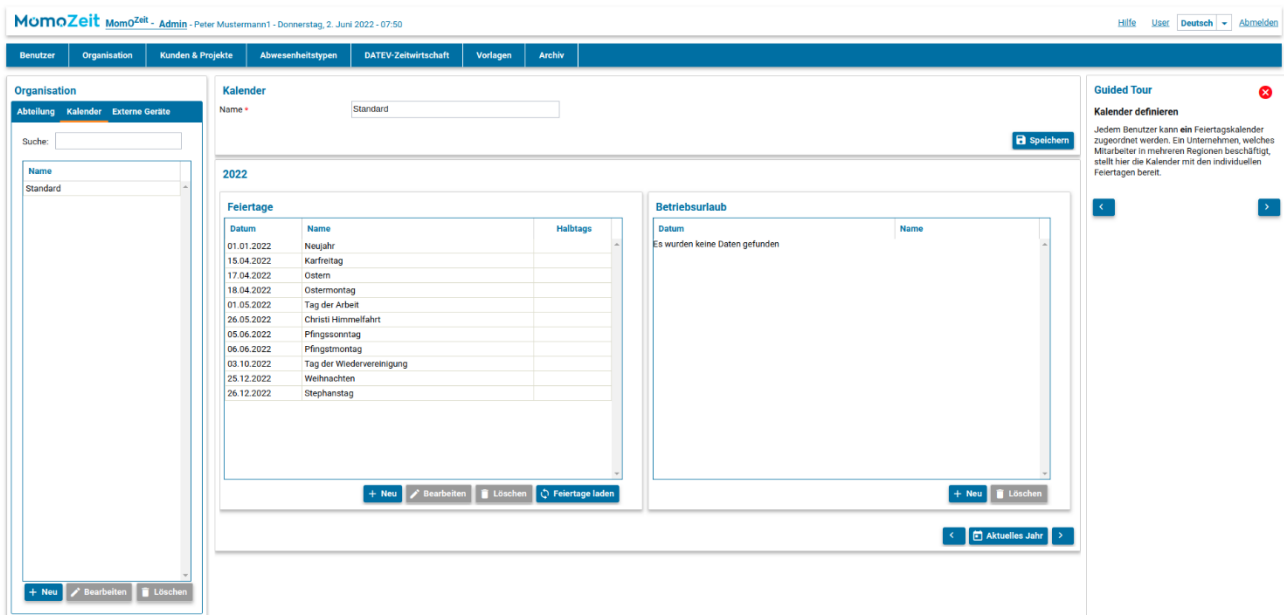 MomoZeit MomOZeit - Admin - Peter Mustermann1 - Donnerstag, 2. Juni 2022 - 07:50
Hilfe User Deutsch Abmelden
Benutzer Organisation Kunden & Projekte Abwesenheitstypen DATEV-Zeitwirtschaft Vorlagen Archiv
Organisation
Abteilung Kalender Externe Geräte
Suche:
Name
Standard
+ Neu Bearbeiten Löschen
Kalender
Name * Standard
Speichern
2022
Feiertage
Datum Name Halbtags
01.01.2022 Neujahr
15.04.2022 Karfreitag
17.04.2022 Ostern
18.04.2022 Ostermontag
01.05.2022 Tag der Arbeit
26.05.2022 Christi Himmelfahrt
05.06.2022 Pfingssonntag
06.06.2022 Pfingstmontag
03.10.2022 Tag der Wiedervereinigung
25.12.2022 Weihnachten
26.12.2022 Stephanstag
+ Neu Bearbeiten Löschen Feiertage laden
Betriebsurlaub
Datum Name
Es wurden keine Daten gefunden
+ Neu Löschen
< Aktuelles Jahr >
Guided Tour
Kalender definieren
Jedem Benutzer kann ein Feiertagskalender
zugeordnet werden. Ein Unternehmen, welches
Mitarbeiter in mehreren Regionen beschäftigt,
stellt hier die Kalender mit den individuellen
Feiertagen bereit.
< >